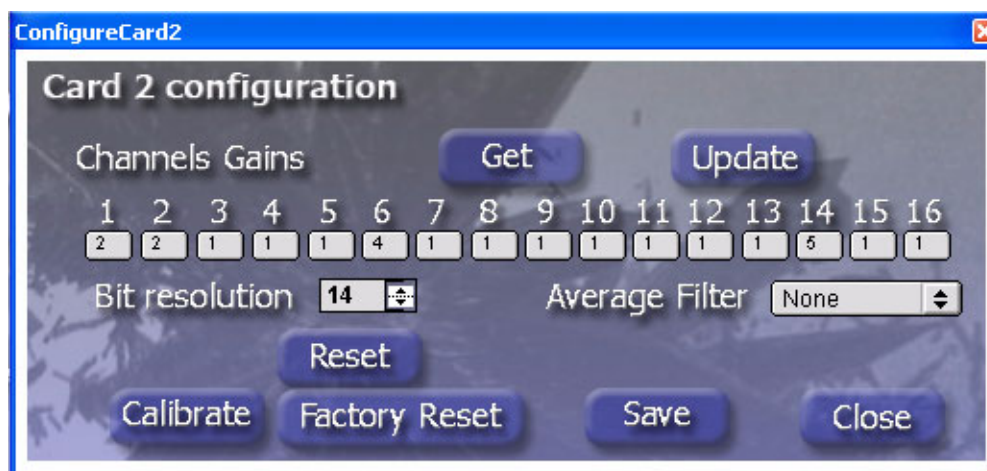 ConfigureCard2
Card 2 configuration
Channels Gains Get Update
1 2 3 4 5 6 7 8 9 10 11 12 13 14 15 16
2 2 1 1 1 4 1 1 1 1 1 1 1 5 1 1
Bit resolution 14 Average Filter None
Reset
Calibrate Factory Reset Save Close